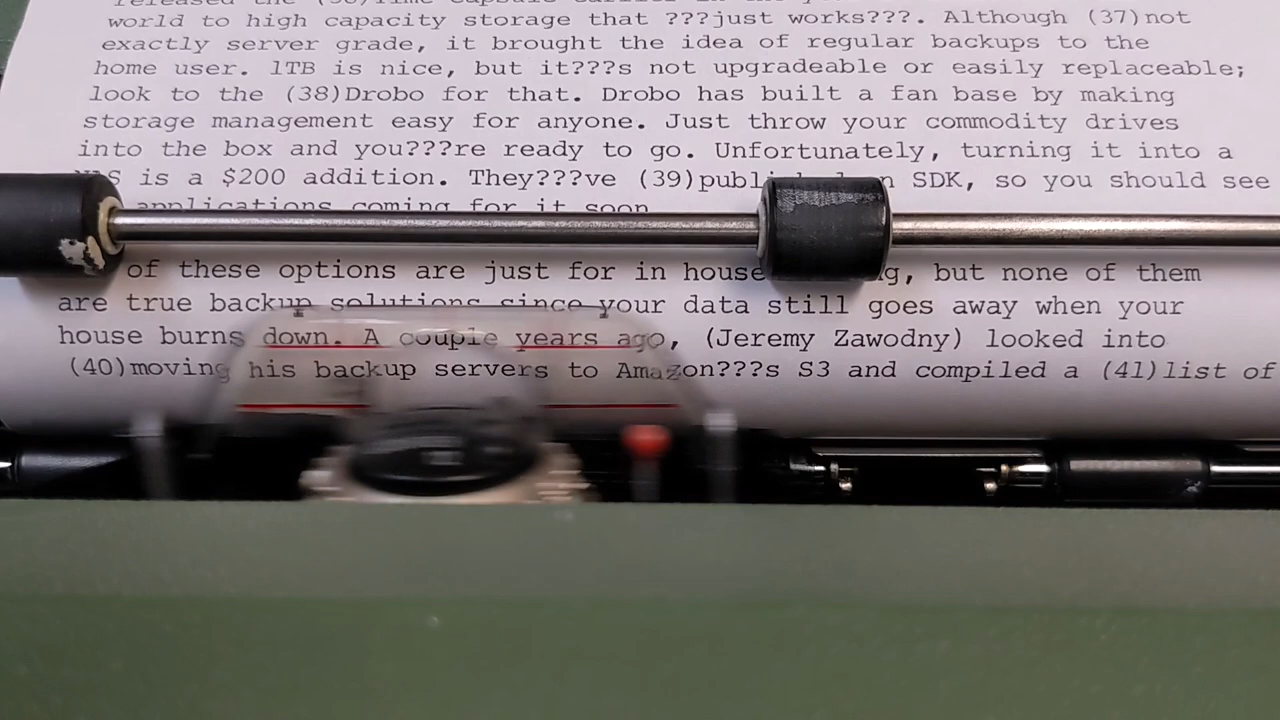 world to high capacity storage that ???just works???. Although (37)not
exactly server grade, it brought the idea of regular backups to the
home user. 1TB is nice, but it???s not upgradeable or easily replaceable;
look to the (38)Drobo for that. Drobo has built a fan base by making
storage management easy for anyone. Just throw your commodity drives
into the box and you???re ready to go. Unfortunately, turning it into a
is a $200 addition. They???ve SDK, so you should see
applications coming for it soon
of these options are just for in house but none of them
are true backup solutions since your data still goes away when your
house burns down. A couple years ago, (Jeremy Zawodny) looked into
(40)moving his backup servers to Amazon???s S3 and compiled a (41)list of